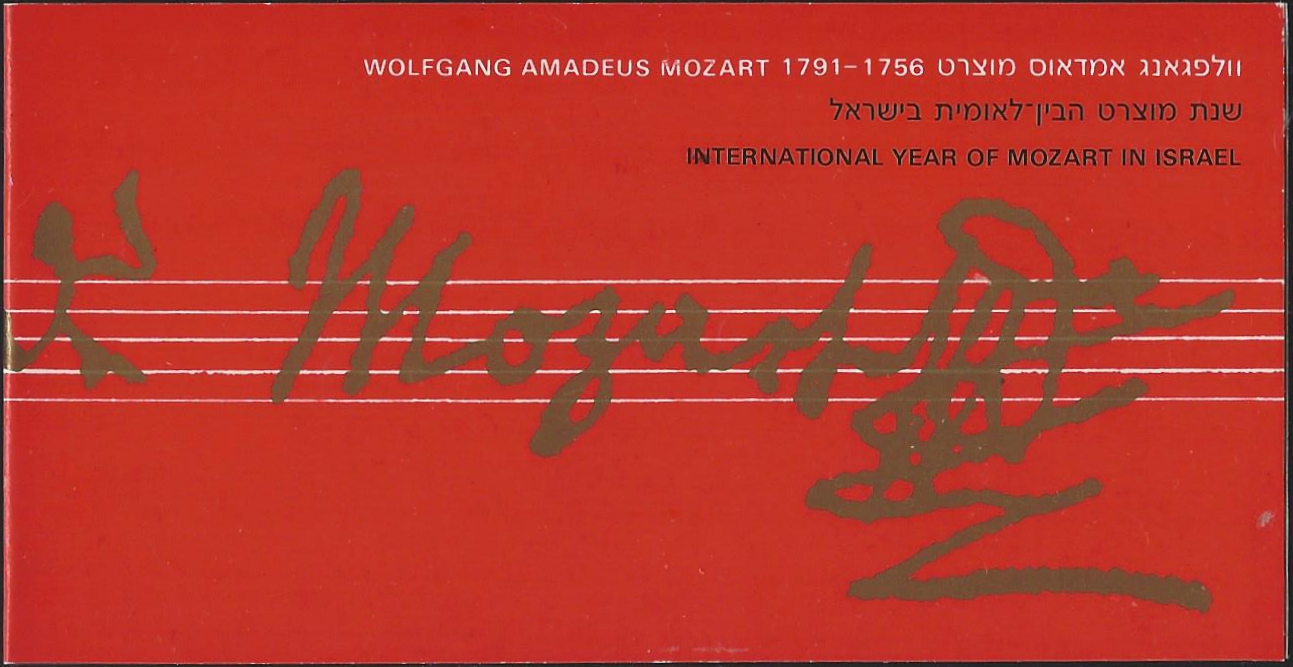 WOLFGANG AMADEUS MOZART 1791–1756 וולפגאנג אמדאוס מוצרט
שנת מוצרט הבין־לאומית בישראל
INTERNATIONAL YEAR OF MOZART IN ISRAEL
Mozart